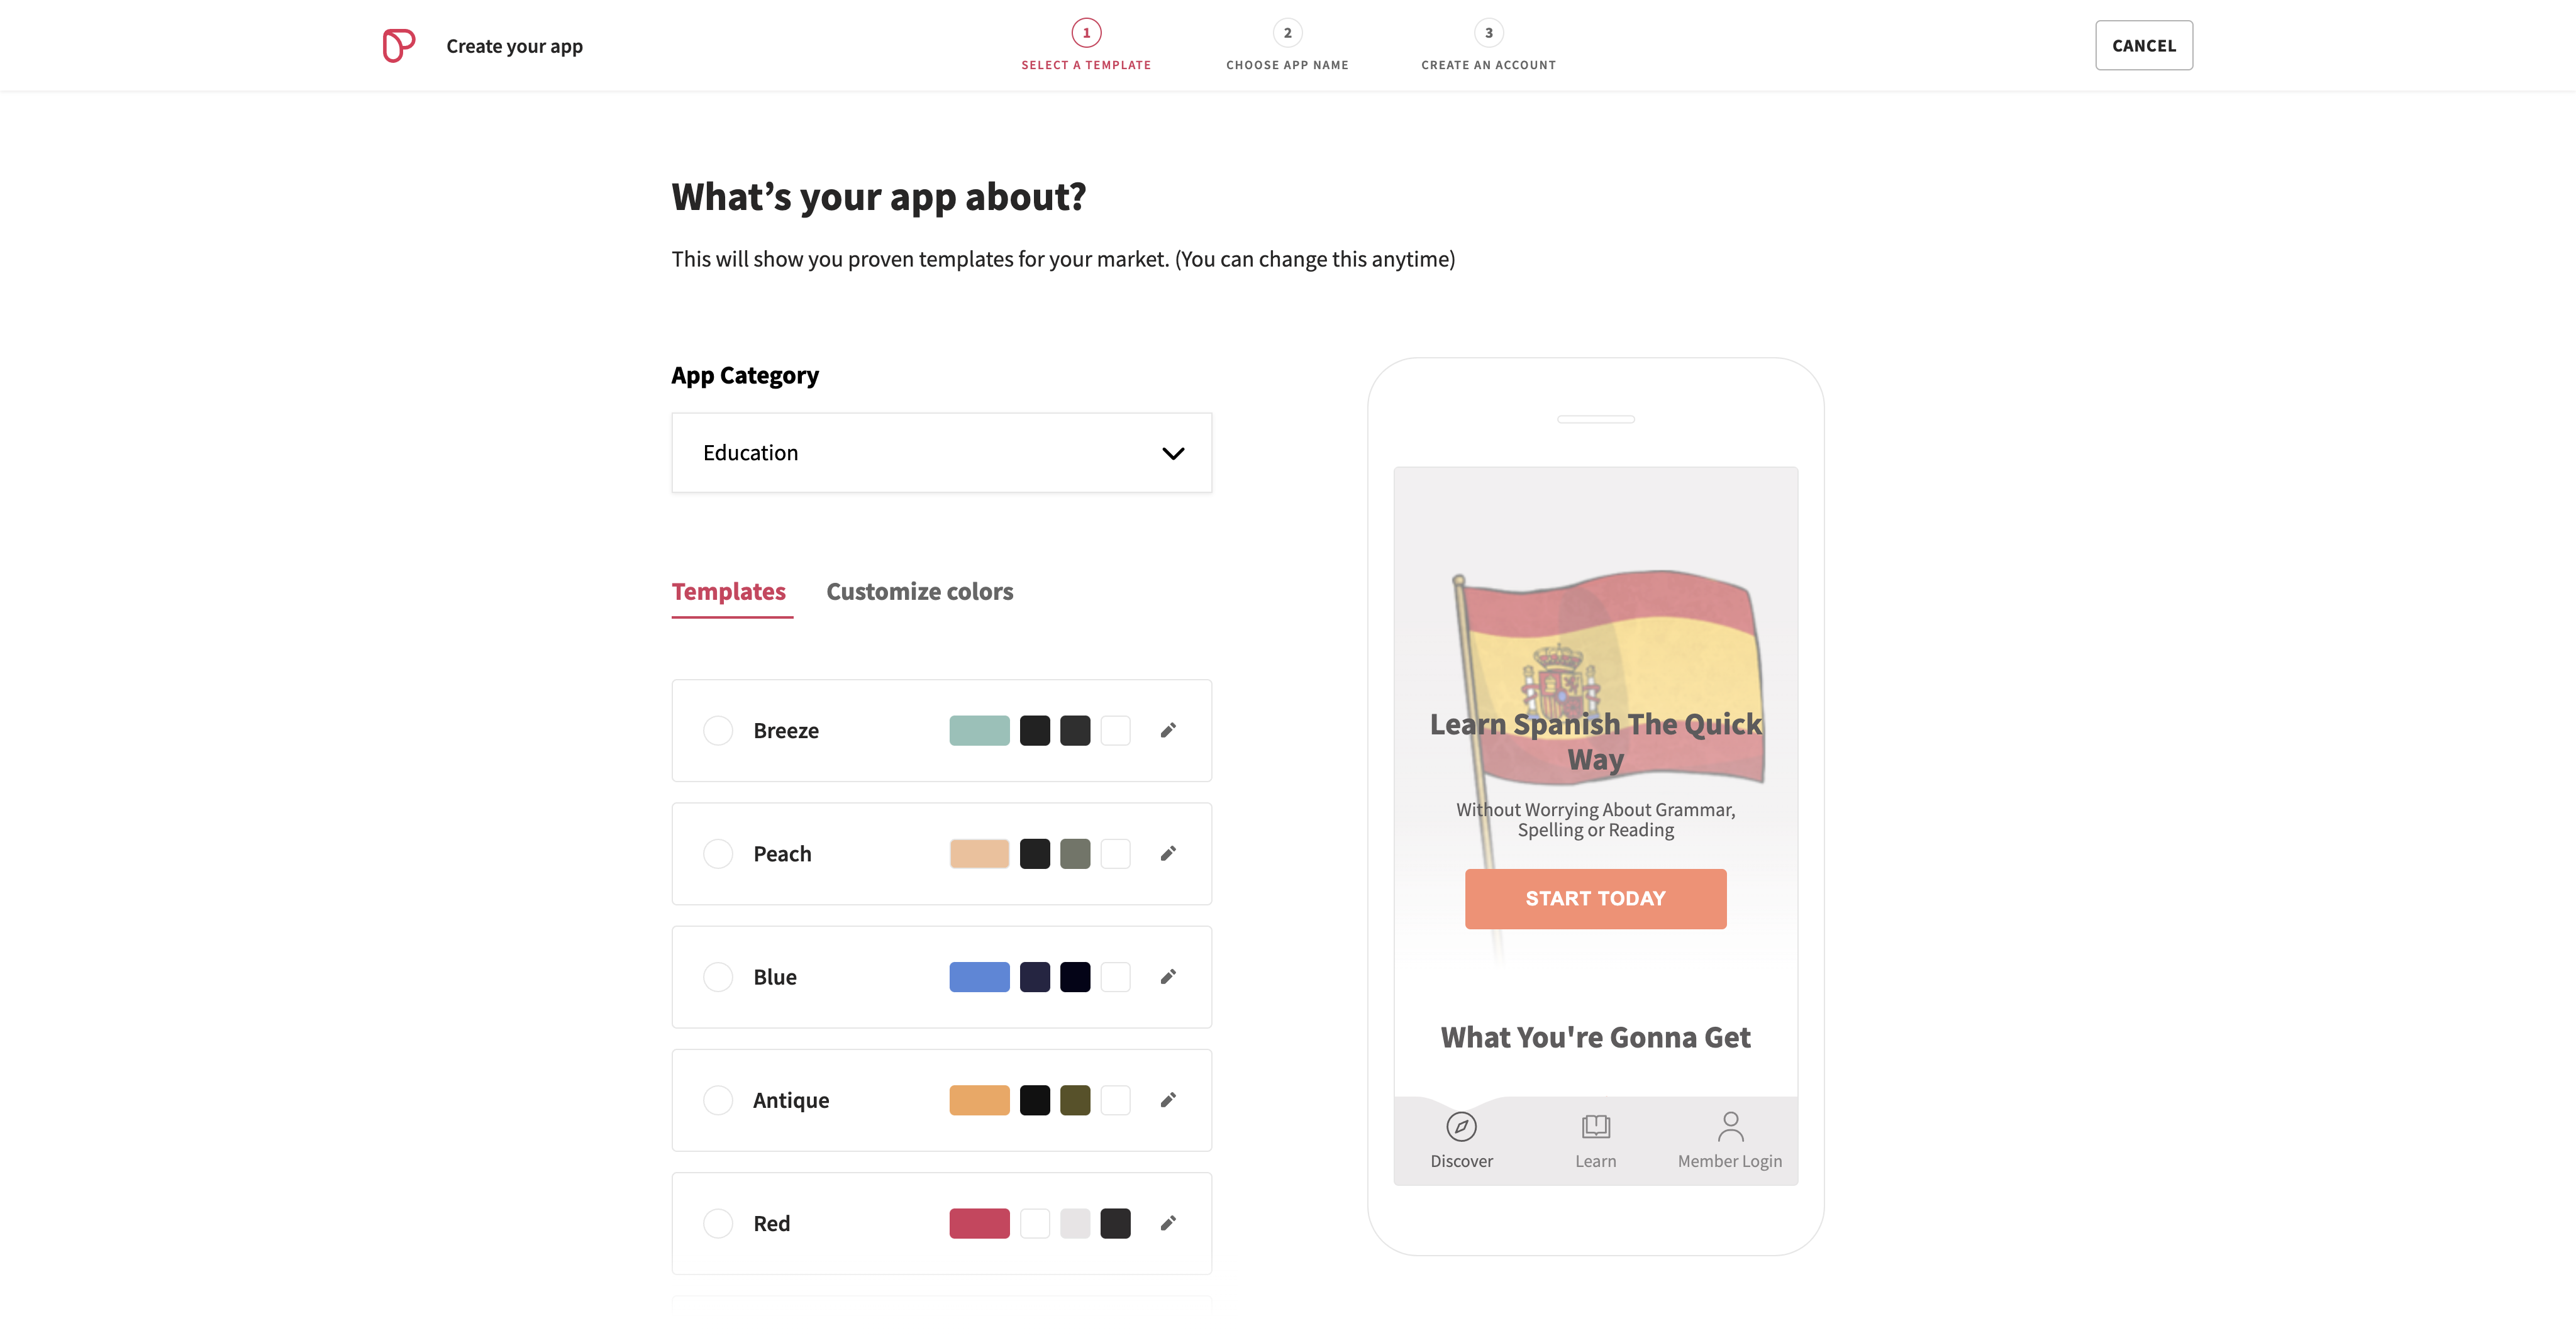 Create your app
1
SELECT A TEMPLATE
2
CHOOSE APP NAME
3
CREATE AN ACCOUNT
CANCEL
What’s your app about?
This will show you proven templates for your market. (You can change this anytime)
App Category
Education
Templates
Customize colors
Breeze
Peach
Blue
Antique
Red
Learn Spanish The Quick
Way
Without Worrying About Grammar,
Spelling or Reading
START TODAY
What You're Gonna Get
Discover
Learn
Member Login